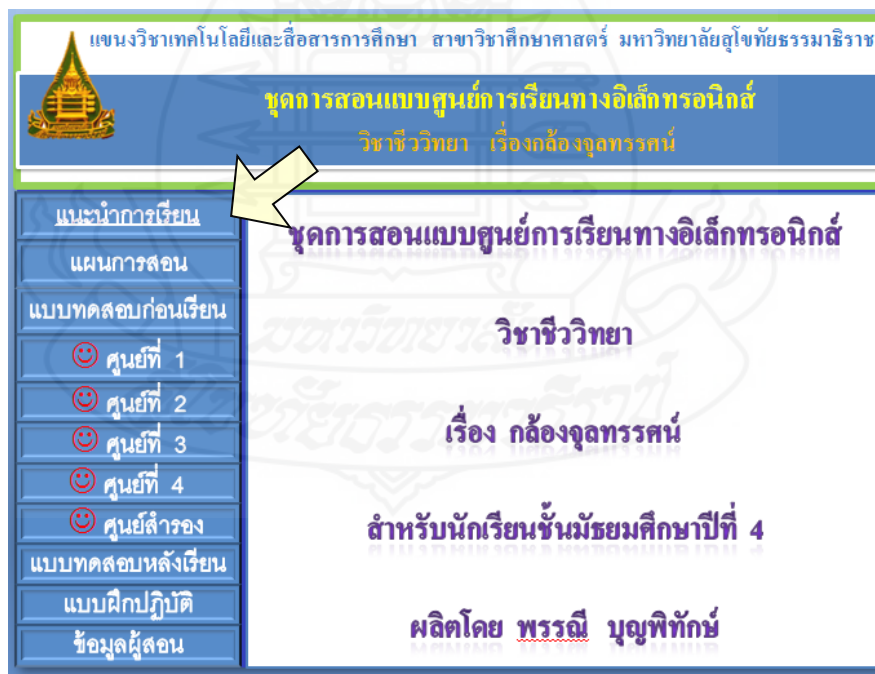 แขนงวิชาเทคโนโลยีและสื่อสารการศึกษา สาขาวิชาศึกษาศาสตร์ มหาวิทยาลัยสุโขทัยธรรมาธิราช
ชุดการสอนแบบศูนย์การเรียนทางอิเล็กทรอนิกส์
วิชาชีววิทยา เรื่องกล้องจุลทรรศน์
แนะนำการเรียน
แผนการสอน
แบบทดสอบก่อนเรียน
ศูนย์ที่ 1
ศูนย์ที่ 2
ศูนย์ที่ 3
ศูนย์ที่ 4
ศูนย์สำรอง
แบบทดสอบหลังเรียน
แบบฝึกปฏิบัติ
ข้อมูลผู้สอน
ชุดการสอนแบบศูนย์การเรียนทางอิเล็กทรอนิกส์
วิชาชีววิทยา
เรื่อง กล้องจุลทรรศน์
สำหรับนักเรียนชั้นมัธยมศึกษาปีที่ 4
ผลิตโดย พรรณี บุญพิทักษ์